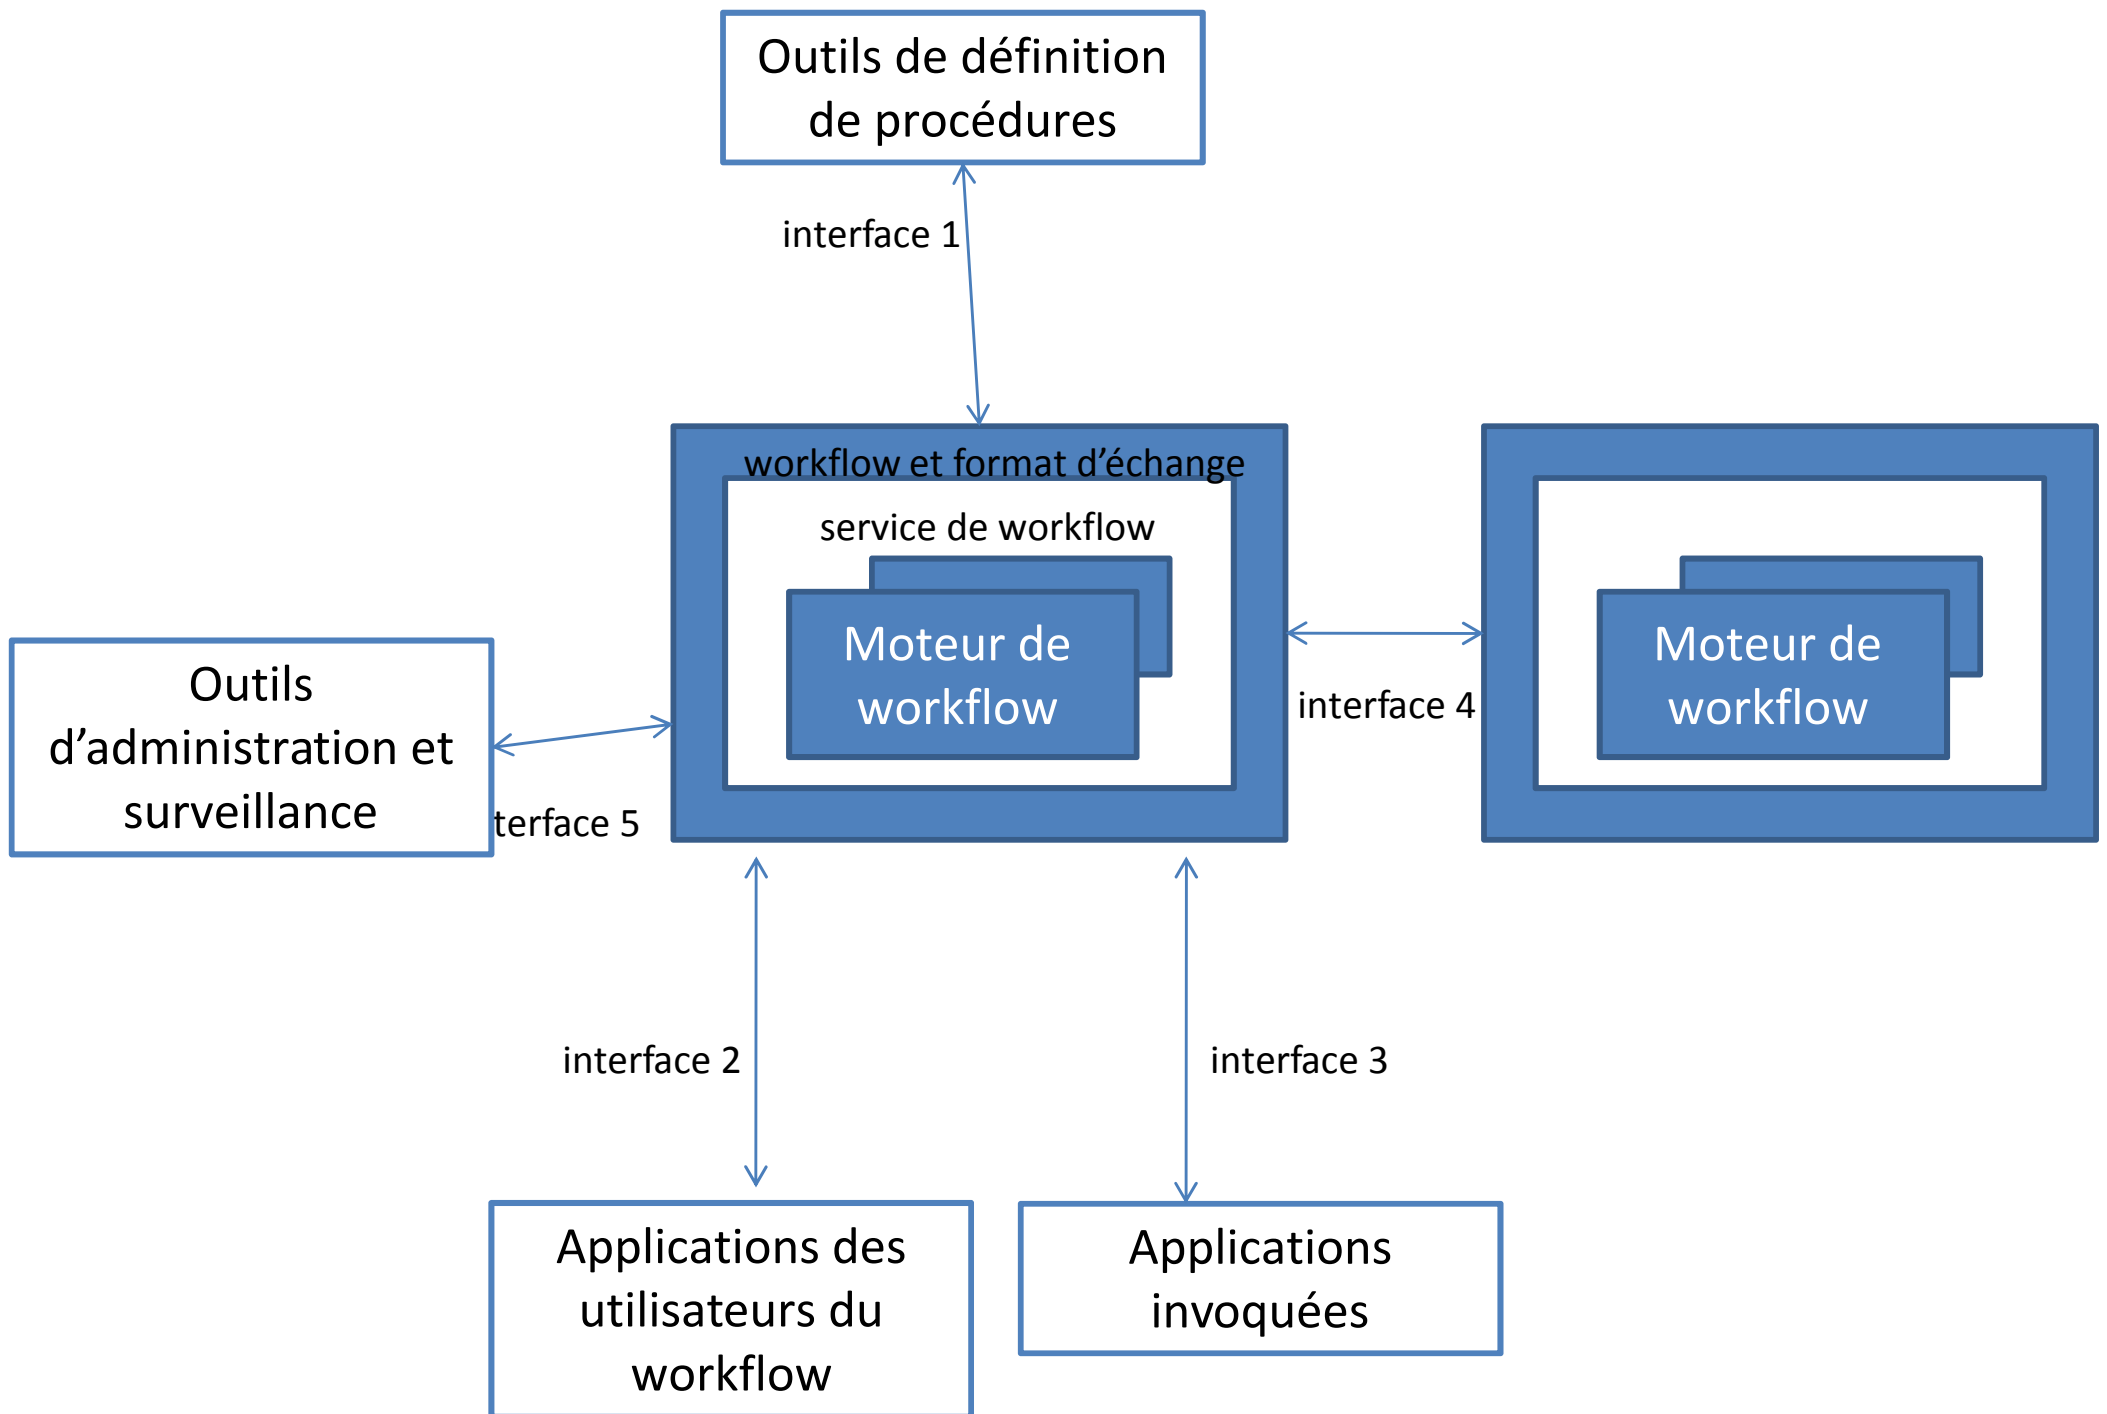 Outils de définition
de procédures
interface 1
workflow et format d'échange
service de workflow
Moteur de
workflow
interface 4
Moteur de
workflow
Outils
d'administration et
surveillance
terface 5
interface 2
interface 3
Applications des
utilisateurs du
workflow
Applications
invoquées